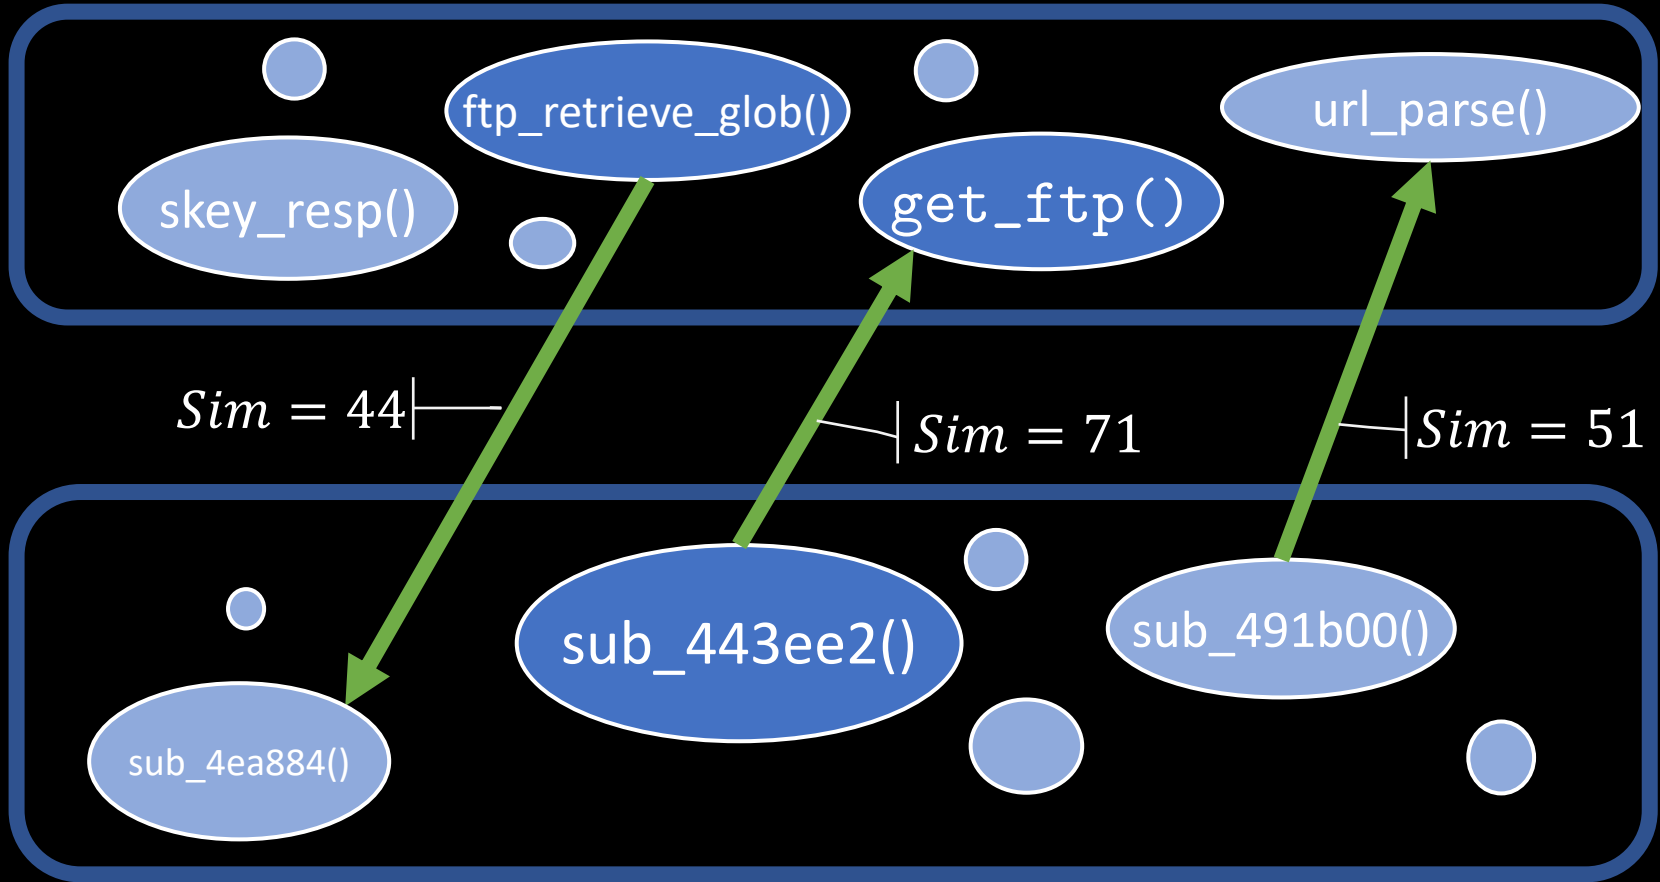 ftp_retrieve_glob()
url_parse()
skey_resp()
get_ftp()
Sim = 44
Sim = 71
Sim = 51
sub_443ee2()
sub_491b00()
sub_4ea884()